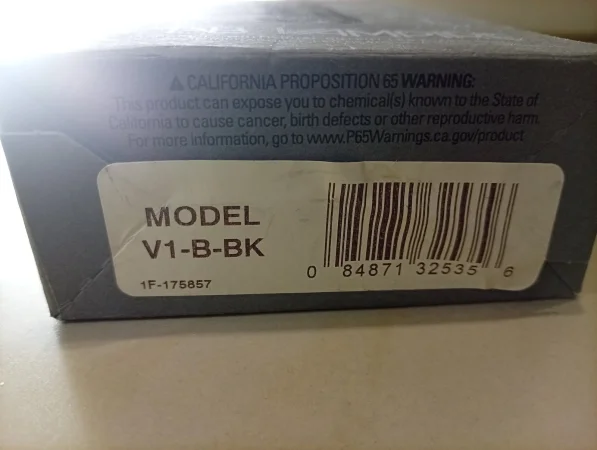 ⚠ CALIFORNIA PROPOSITION 65 WARNING:
This product can expose you to chemical(s) known to the State of
California to cause cancer, birth defects or other reproductive harm.
For more information, go to www.P65Warnings.ca.gov/product
MODEL
V1-B-BK
1F-175857
0 84871 32535 6